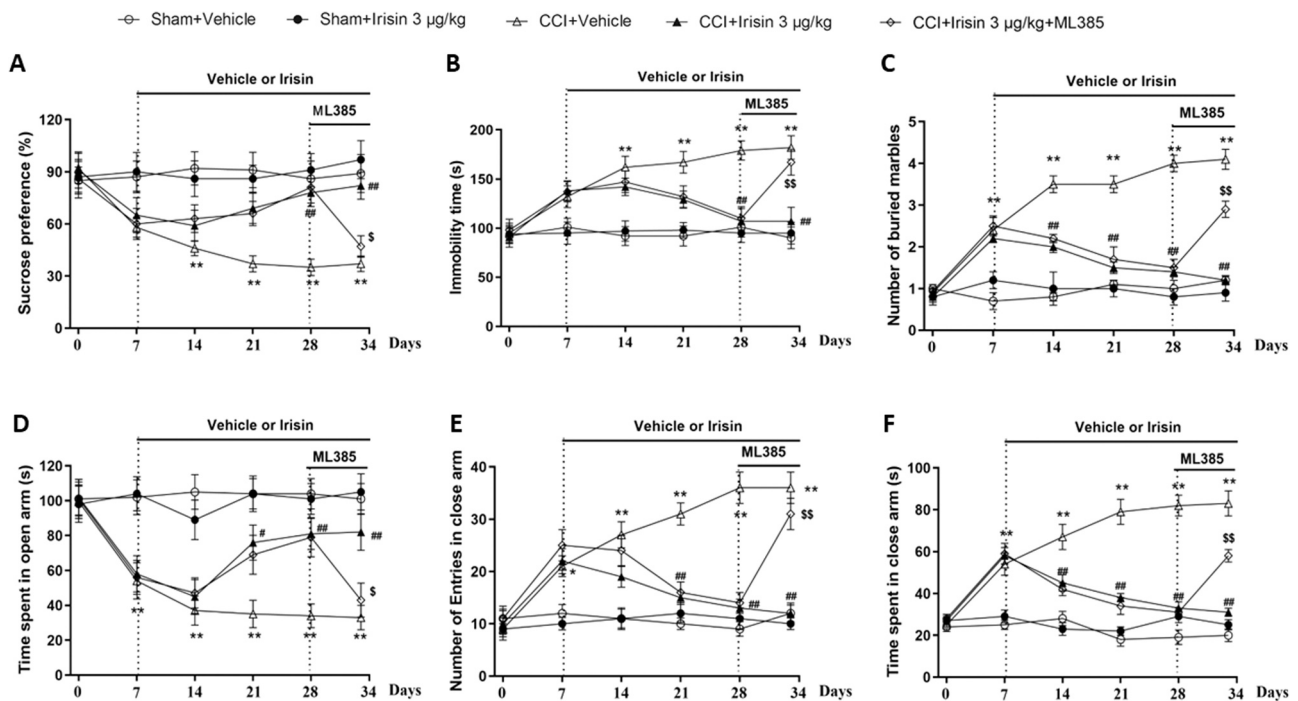 Sham+Vehicle Sham+Irisin 3 µg/kg CCI+Vehicle CCI+Irisin 3 µg/kg CCI+Irisin 3 µg/kg+ML385
A
Vehicle or Irisin
ML385
Sucrose preference (%)
120
90
60
30
0
** ** ** **
## ##
$
0 7 14 21 28 34 Days
B
Vehicle or Irisin
ML385
Immobility time (s)
200
150
100
50
0
** ** ** **
$$
## ##
0 7 14 21 28 34 Days
C
Vehicle or Irisin
ML385
Number of buried marbles
5
4
3
2
1
0
** ** ** ** **
$$
## ## ## ##
0 7 14 21 28 34 Days
D
Vehicle or Irisin
ML385
Time spent in open arm (s)
120
100
80
60
40
20
0
# ## ##
$
** ** ** ** **
0 7 14 21 28 34 Days
E
Vehicle or Irisin
ML385
Number of Entries in close arm
40
30
20
10
0
* ** ** ** **
$$
## ## ##
0 7 14 21 28 34 Days
F
Vehicle or Irisin
ML385
Time spent in close arm (s)
100
80
60
40
20
0
** ** ** ** **
$$
## ## ## ##
0 7 14 21 28 34 Days